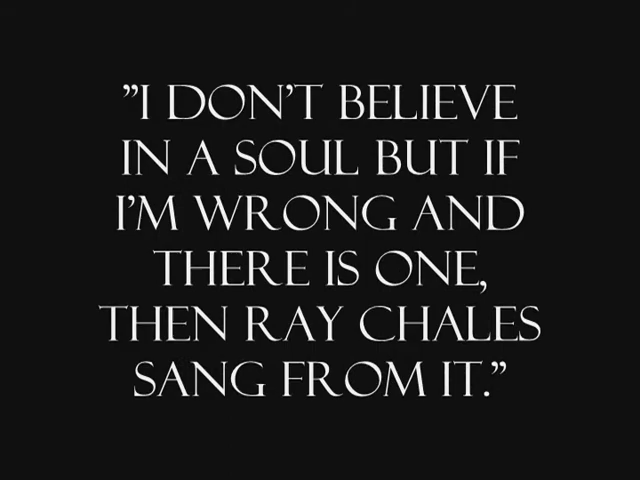 ”I DON’T BELIEVE
IN A SOUL BUT IF
I’M WRONG AND
THERE IS ONE,
THEN RAY CHALES
SANG FROM IT.”